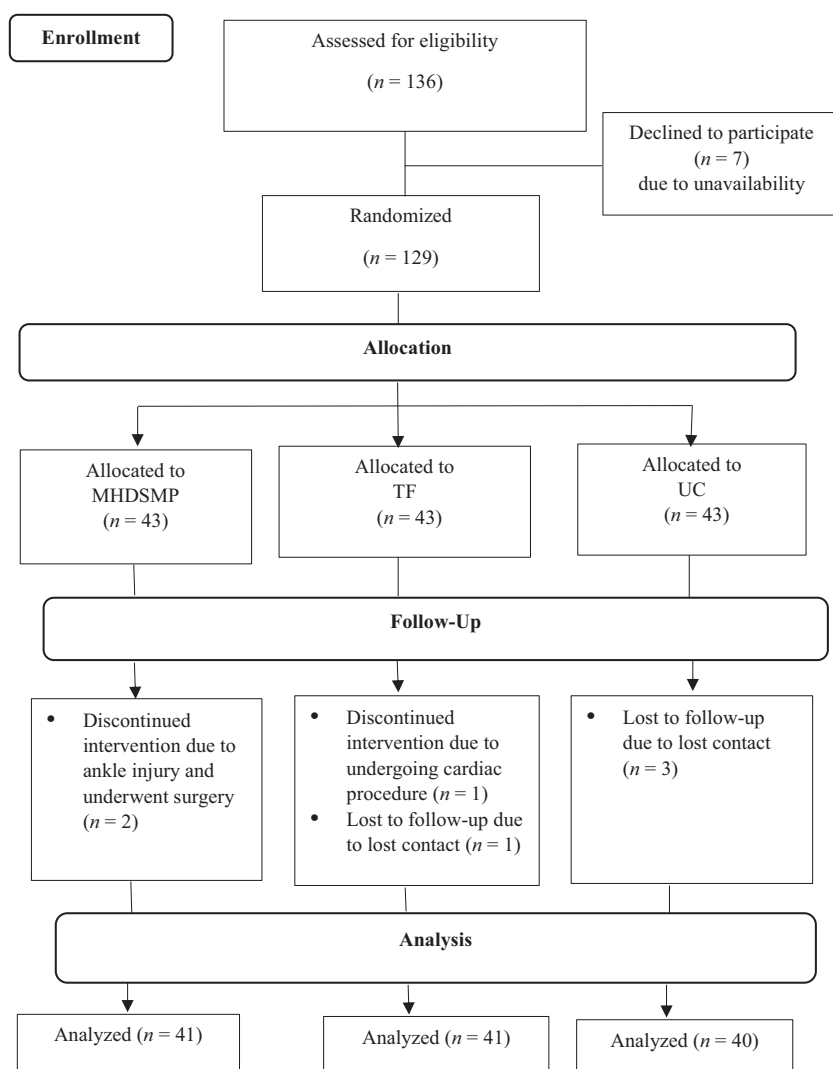 Enrollment
Assessed for eligibility
(n = 136)
Declined to participate
(n = 7)
due to unavailability
Randomized
(n = 129)
Allocation
Allocated to
MHDSMP
(n = 43)
Allocated to
TF
(n = 43)
Allocated to
UC
(n = 43)
Follow-Up
• Discontinued
intervention due to
ankle injury and
underwent surgery
(n = 2)
• Discontinued
intervention due to
undergoing cardiac
procedure (n = 1)
• Lost to follow-up due
to lost contact (n = 1)
• Lost to follow-up
due to lost contact
(n = 3)
Analysis
Analyzed (n = 41)
Analyzed (n = 41)
Analyzed (n = 40)